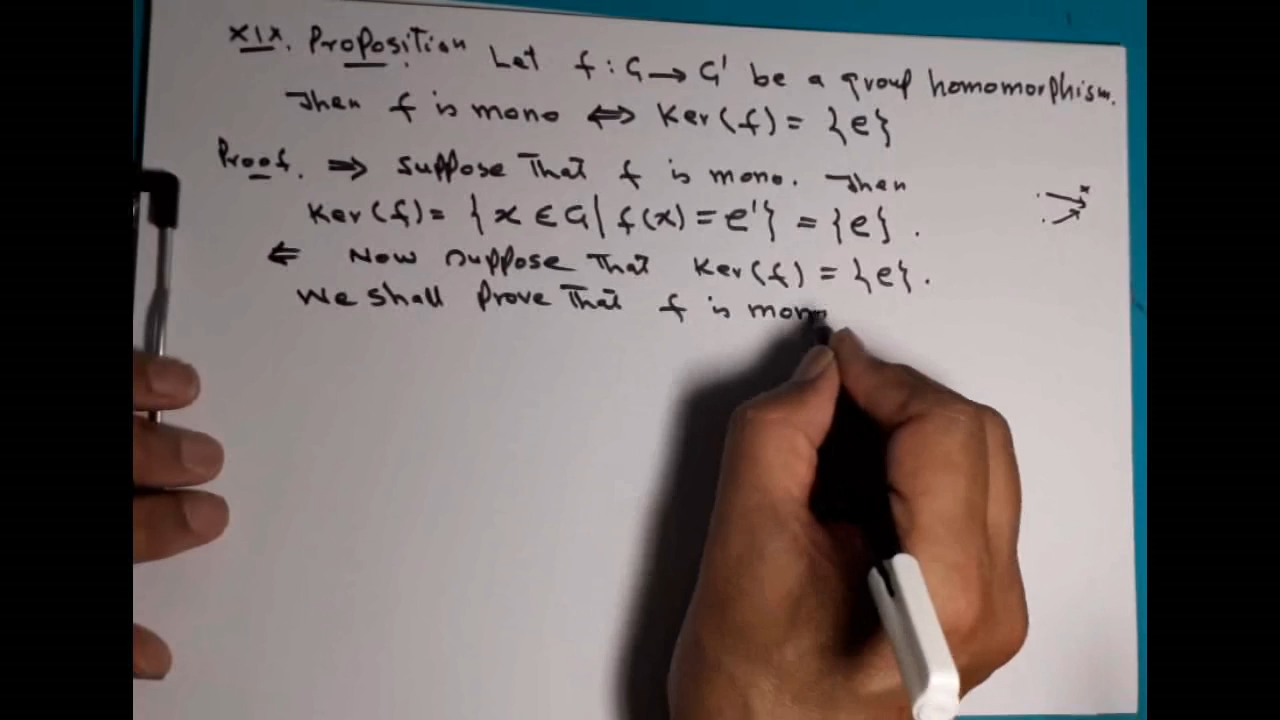 XIX. Proposition Let f : G → G' be a group homomorphism.
Then f is mono ⇔ Ker(f) = {e}
Proof. ⇒ Suppose That f is mono. Then
Ker(f) = { x ∈ G | f(x) = e'} = {e} .
⇐ Now suppose That Ker(f) = {e}.
We shall prove That f is mon